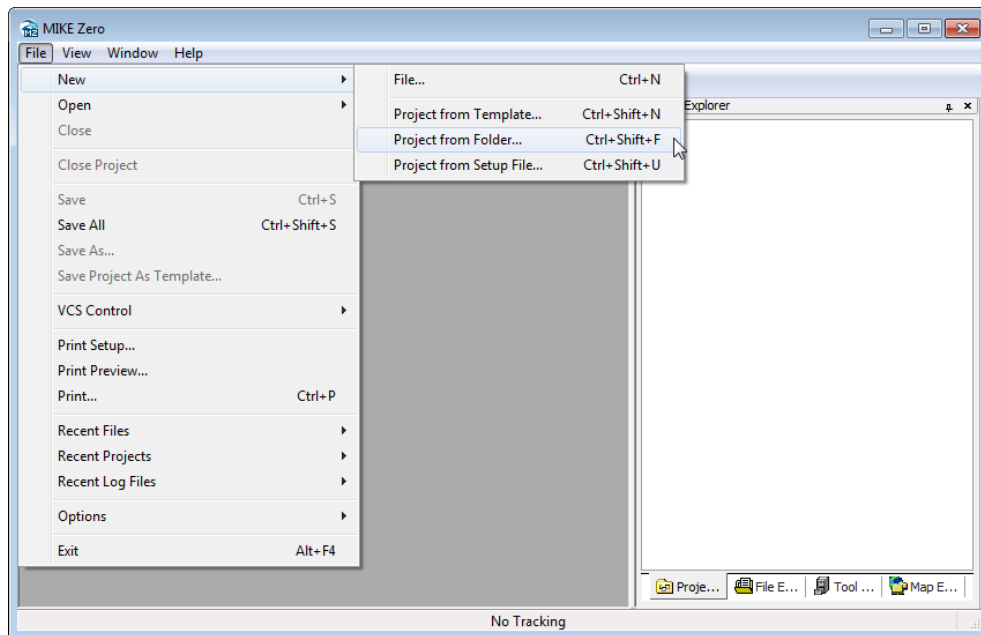 MIKE Zero
File View Window Help
New
Open
Close
Close Project
Save Ctrl+S
Save All Ctrl+Shift+S
Save As...
Save Project As Template...
VCS Control
Print Setup...
Print Preview...
Print... Ctrl+P
Recent Files
Recent Projects
Recent Log Files
Options
Exit Alt+F4
File... Ctrl+N
Project from Template... Ctrl+Shift+N
Project from Folder... Ctrl+Shift+F
Project from Setup File... Ctrl+Shift+U
Explorer
Proje... File E... Tool ... Map E...
No Tracking